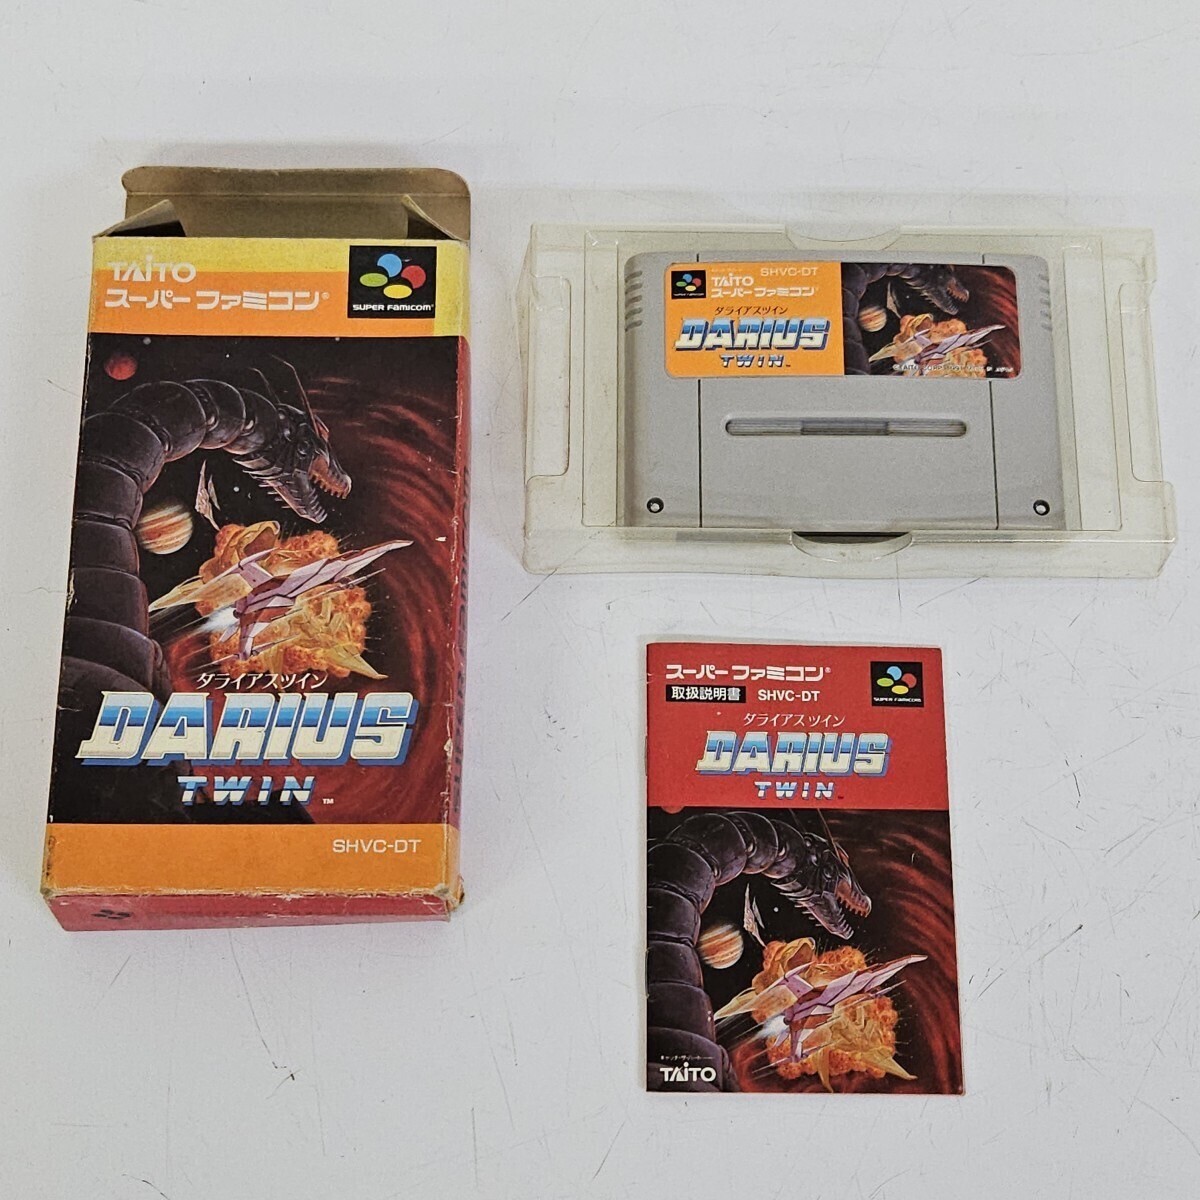 TAITO
スーパーファミコン®
SUPER FAMICOM™
ダライアスツイン
DARIUS
TWIN™
SHVC-DT
TAITO
SHVC-DT
スーパーファミコン®
ダライアスツイン
DARIUS
TWIN
スーパーファミコン®
取扱説明書 SHVC-DT
SUPER FAMICOM
ダライアスツイン
DARIUS
TWIN
TAITO